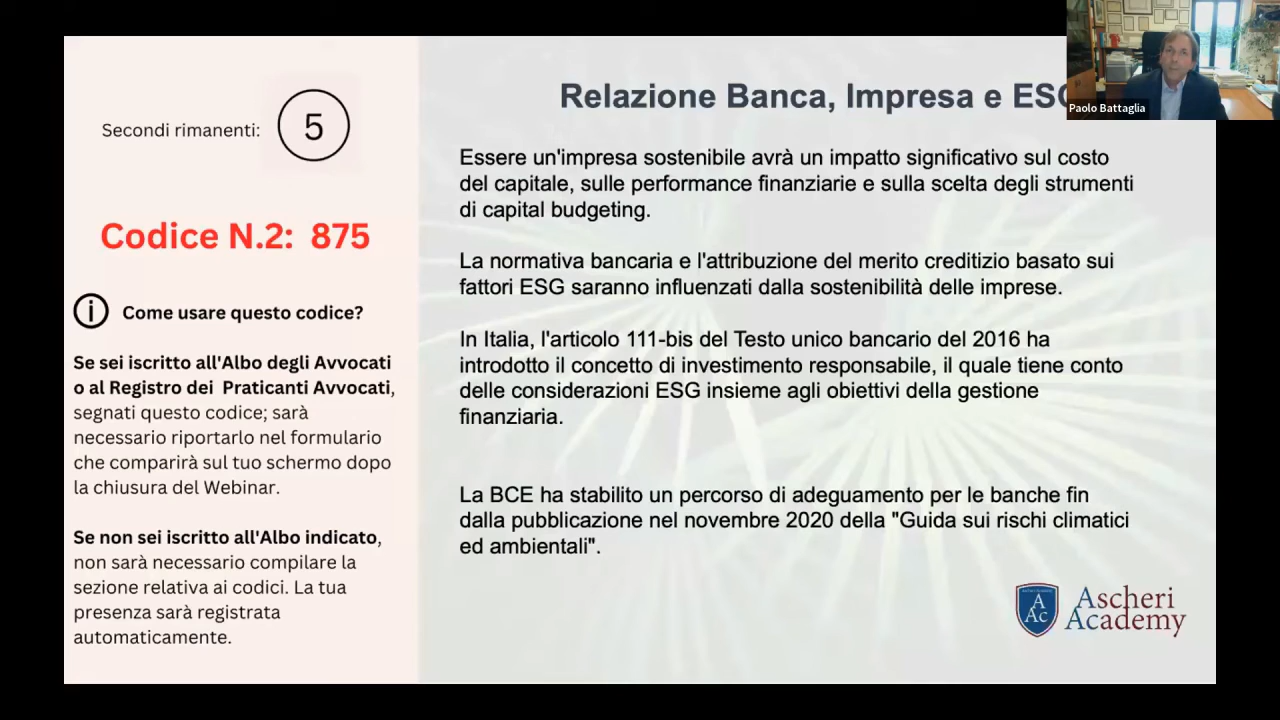 Secondi rimanenti:
5
Codice N.2: 875
Come usare questo codice?
Se sei iscritto all'Albo degli Avvocati
o al Registro dei Praticanti Avvocati,
segnati questo codice; sarà
necessario riportarlo nel formulario
che comparirà sul tuo schermo dopo
la chiusura del Webinar.
Se non sei iscritto all'Albo indicato,
non sarà necessario compilare la
sezione relativa ai codici. La tua
presenza sarà registrata
automaticamente.
Relazione Banca, Impresa e ESG
Essere un'impresa sostenibile avrà un impatto significativo sul costo
del capitale, sulle performance finanziarie e sulla scelta degli strumenti
di capital budgeting.
La normativa bancaria e l'attribuzione del merito creditizio basato sui
fattori ESG saranno influenzati dalla sostenibilità delle imprese.
In Italia, l'articolo 111-bis del Testo unico bancario del 2016 ha
introdotto il concetto di investimento responsabile, il quale tiene conto
delle considerazioni ESG insieme agli obiettivi della gestione
finanziaria.
La BCE ha stabilito un percorso di adeguamento per le banche fin
dalla pubblicazione nel novembre 2020 della "Guida sui rischi climatici
ed ambientali".
A
Ac
Ascheri
Academy
Paolo Battaglia